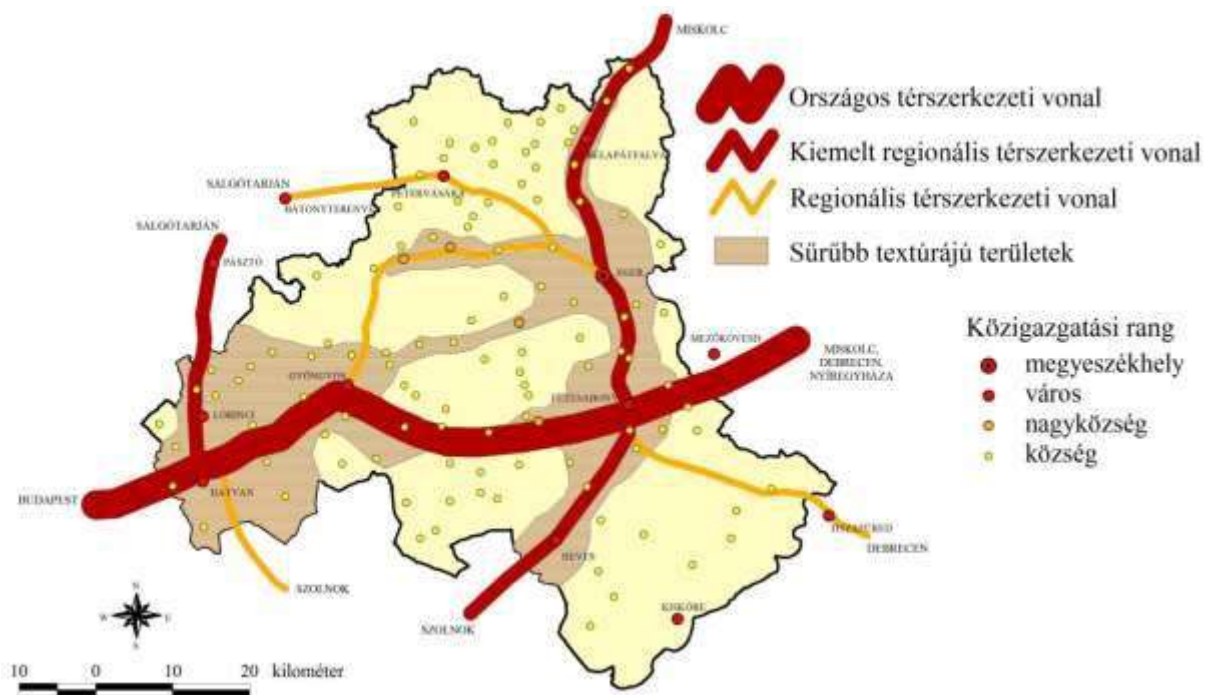 MISKOLC
Országos térszerkezeti vonal
Kiemelt regionális térszerkezeti vonal
Regionális térszerkezeti vonal
Sűrűbb textúrájú területek
BÉLAPÁTFALVA
SALGÓTARJÁN
PÉTERVÁSÁRA
BÁTONYTERENYE
SALGÓTARJÁN
PÁSZTÓ
EGER
Közigazgatási rang
megyeszékhely
város
nagyközség
község
MEZŐKÖVESD
MISKOLC,
DEBRECEN,
NYÍREGYHÁZA
GYÖNGYÖS
FÜZESABONY
LŐRINCI
BUDAPEST
HATVAN
TISZAFÜRED
DEBRECEN
HEVES
SZOLNOK
KISKÖRE
SZOLNOK
N
W
E
S
10 0 10 20 kilométer